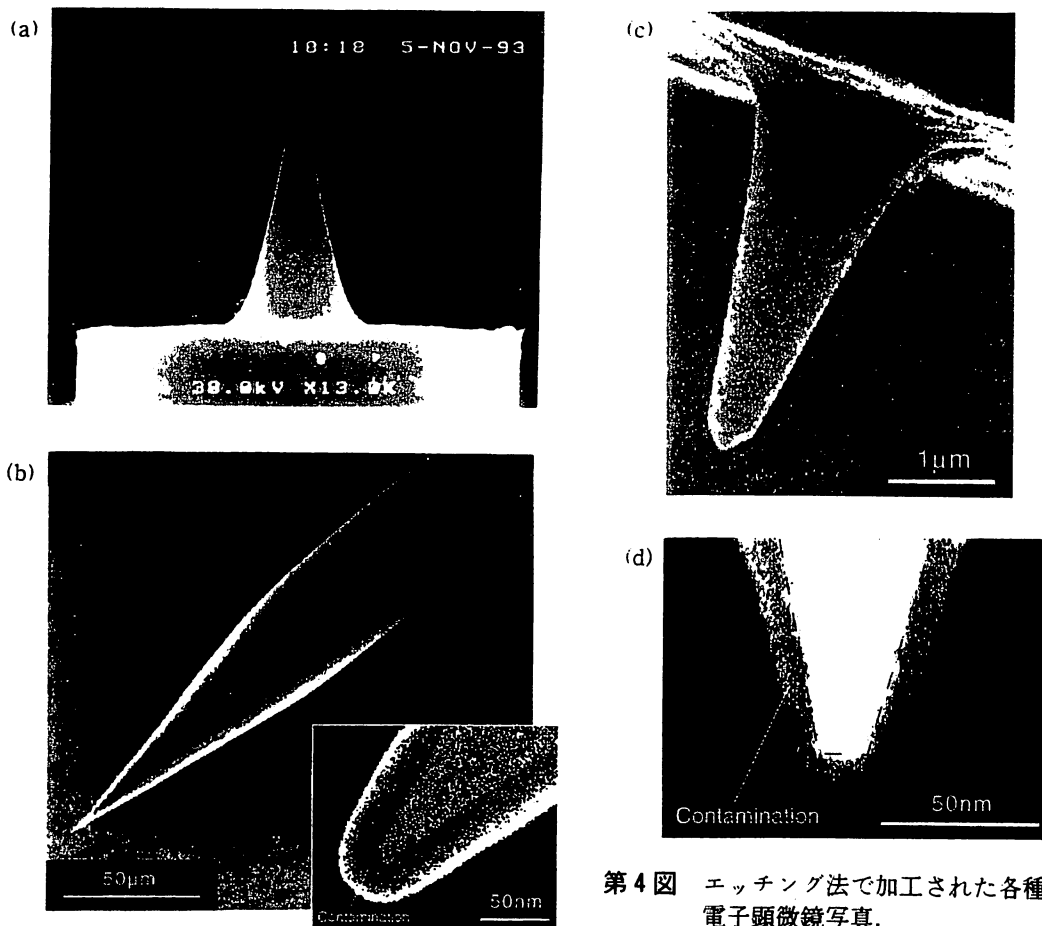 (a)
18:18 5-NOV-93
30.0kV X13.0K
(b)
50μm
Contamination
50nm
(c)
1μm
(d)
Contamination
50nm
第4図 エッチング法で加工された各種
電子顕微鏡写真.